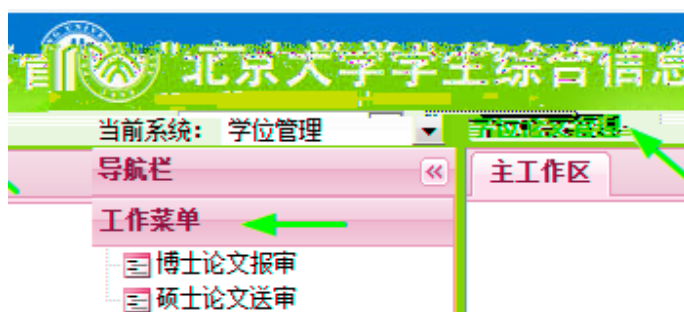 北京大学学生综合信息
当前系统： 学位管理
导航栏
主工作区
工作菜单
博士论文报审
硕士论文送审